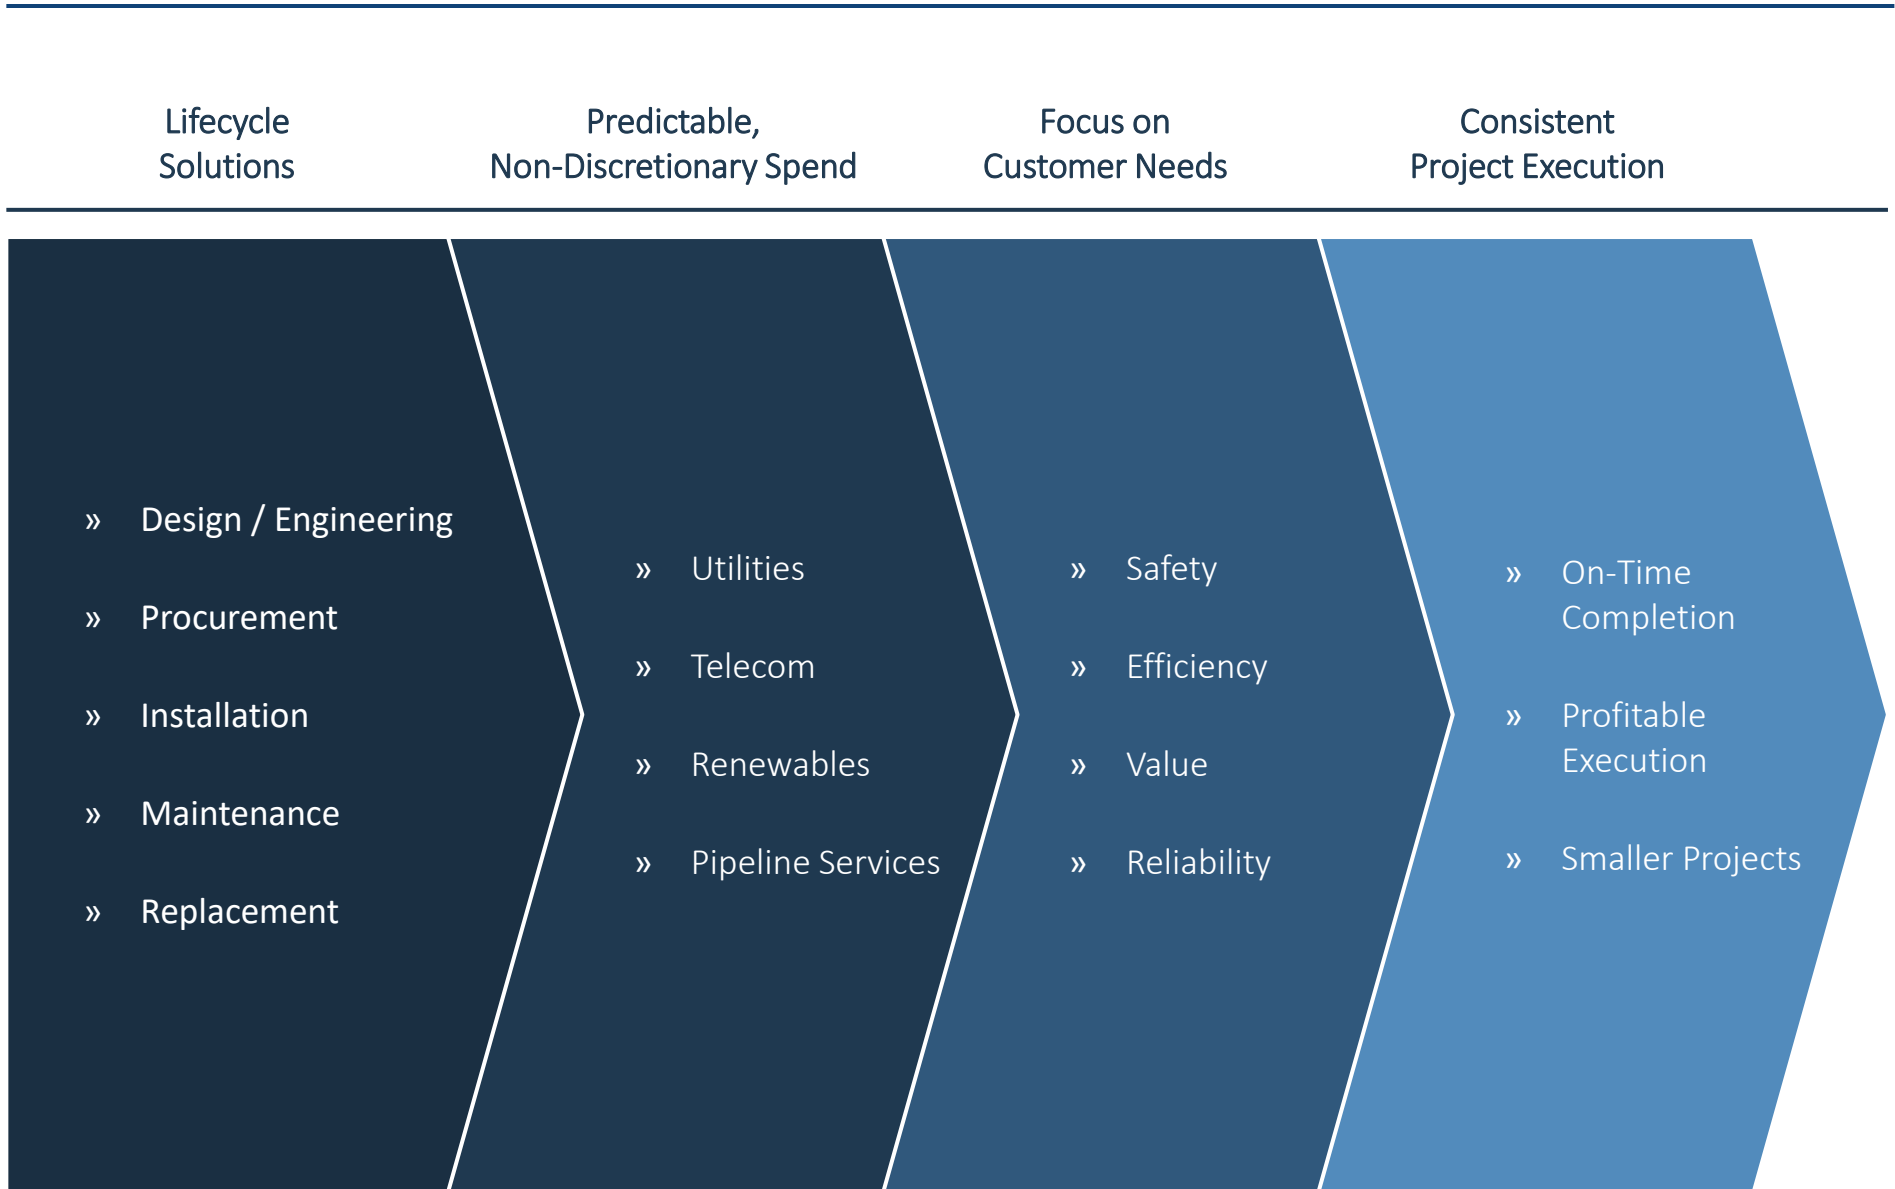 Lifecycle
Solutions
Predictable,
Non-Discretionary Spend
Focus on
Customer Needs
Consistent
Project Execution
» Design / Engineering
» Procurement
» Installation
» Maintenance
» Replacement
» Utilities
» Telecom
» Renewables
» Pipeline Services
» Safety
» Efficiency
» Value
» Reliability
» On-Time
Completion
» Profitable
Execution
» Smaller Projects